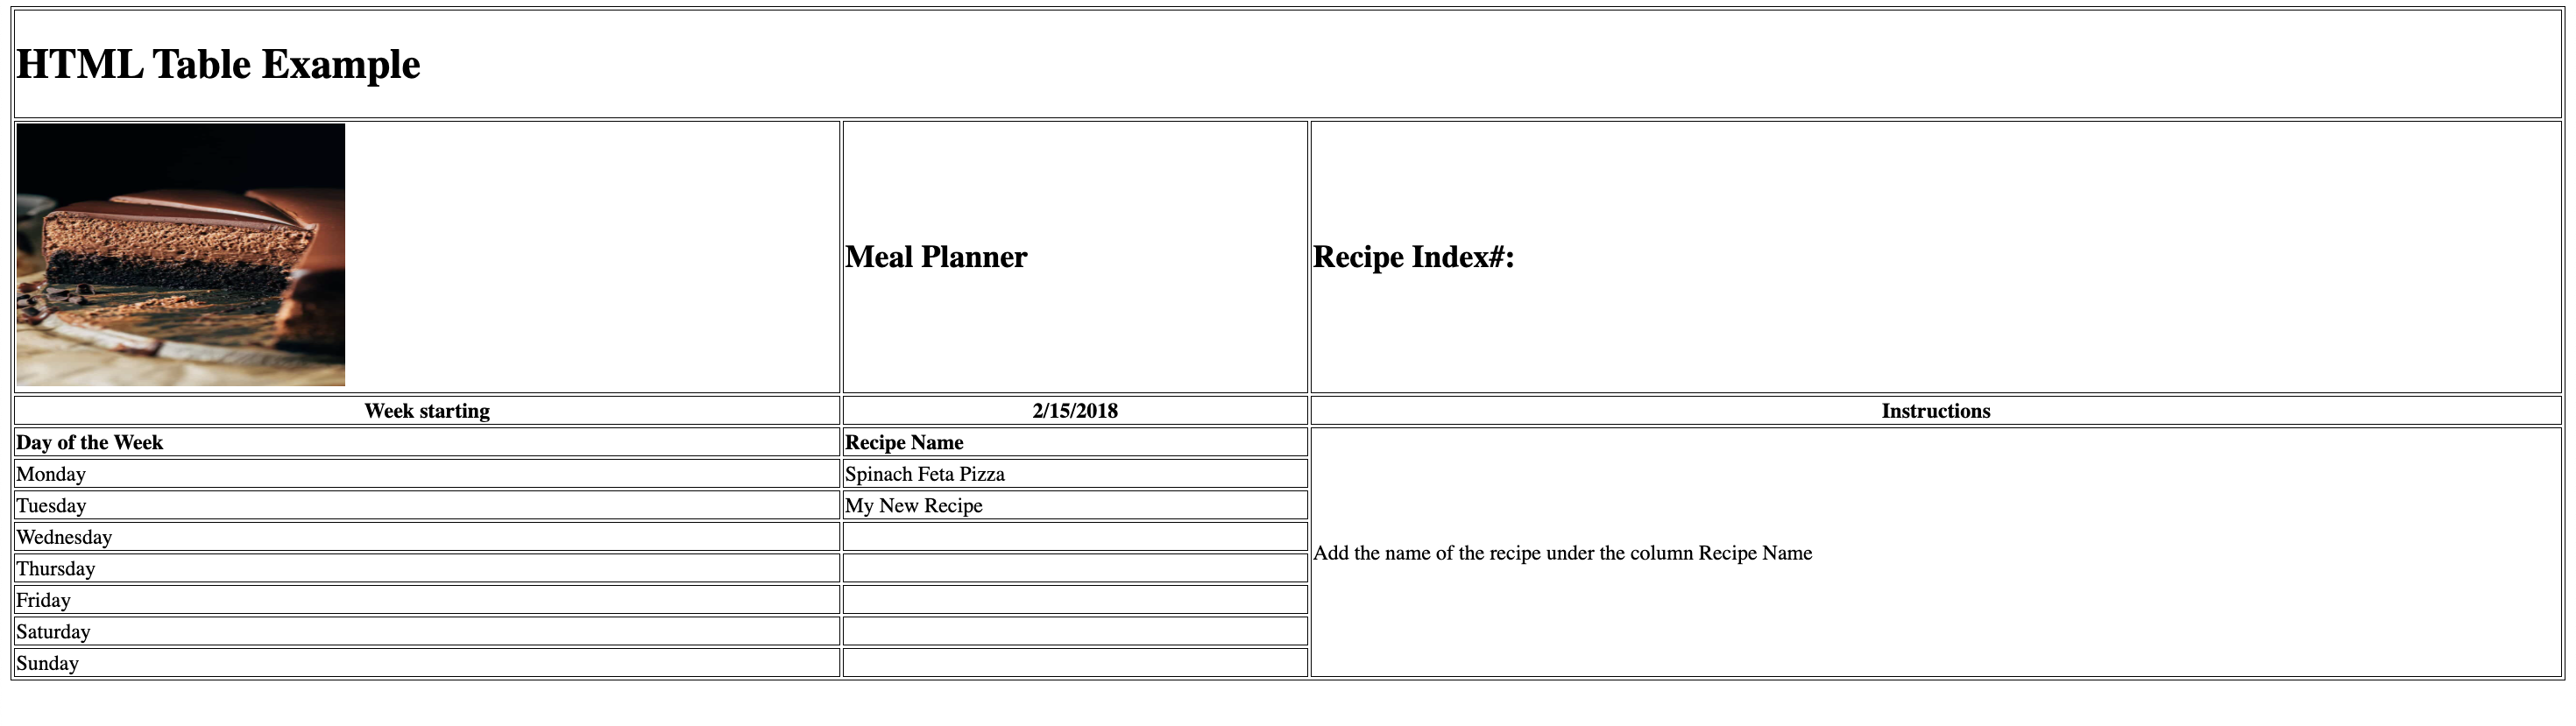 HTML Table Example
Meal Planner
Recipe Index#:
Week starting
2/15/2018
Instructions
Day of the Week
Recipe Name
Monday
Spinach Feta Pizza
Tuesday
My New Recipe
Wednesday
Thursday
Friday
Saturday
Sunday
Add the name of the recipe under the column Recipe Name